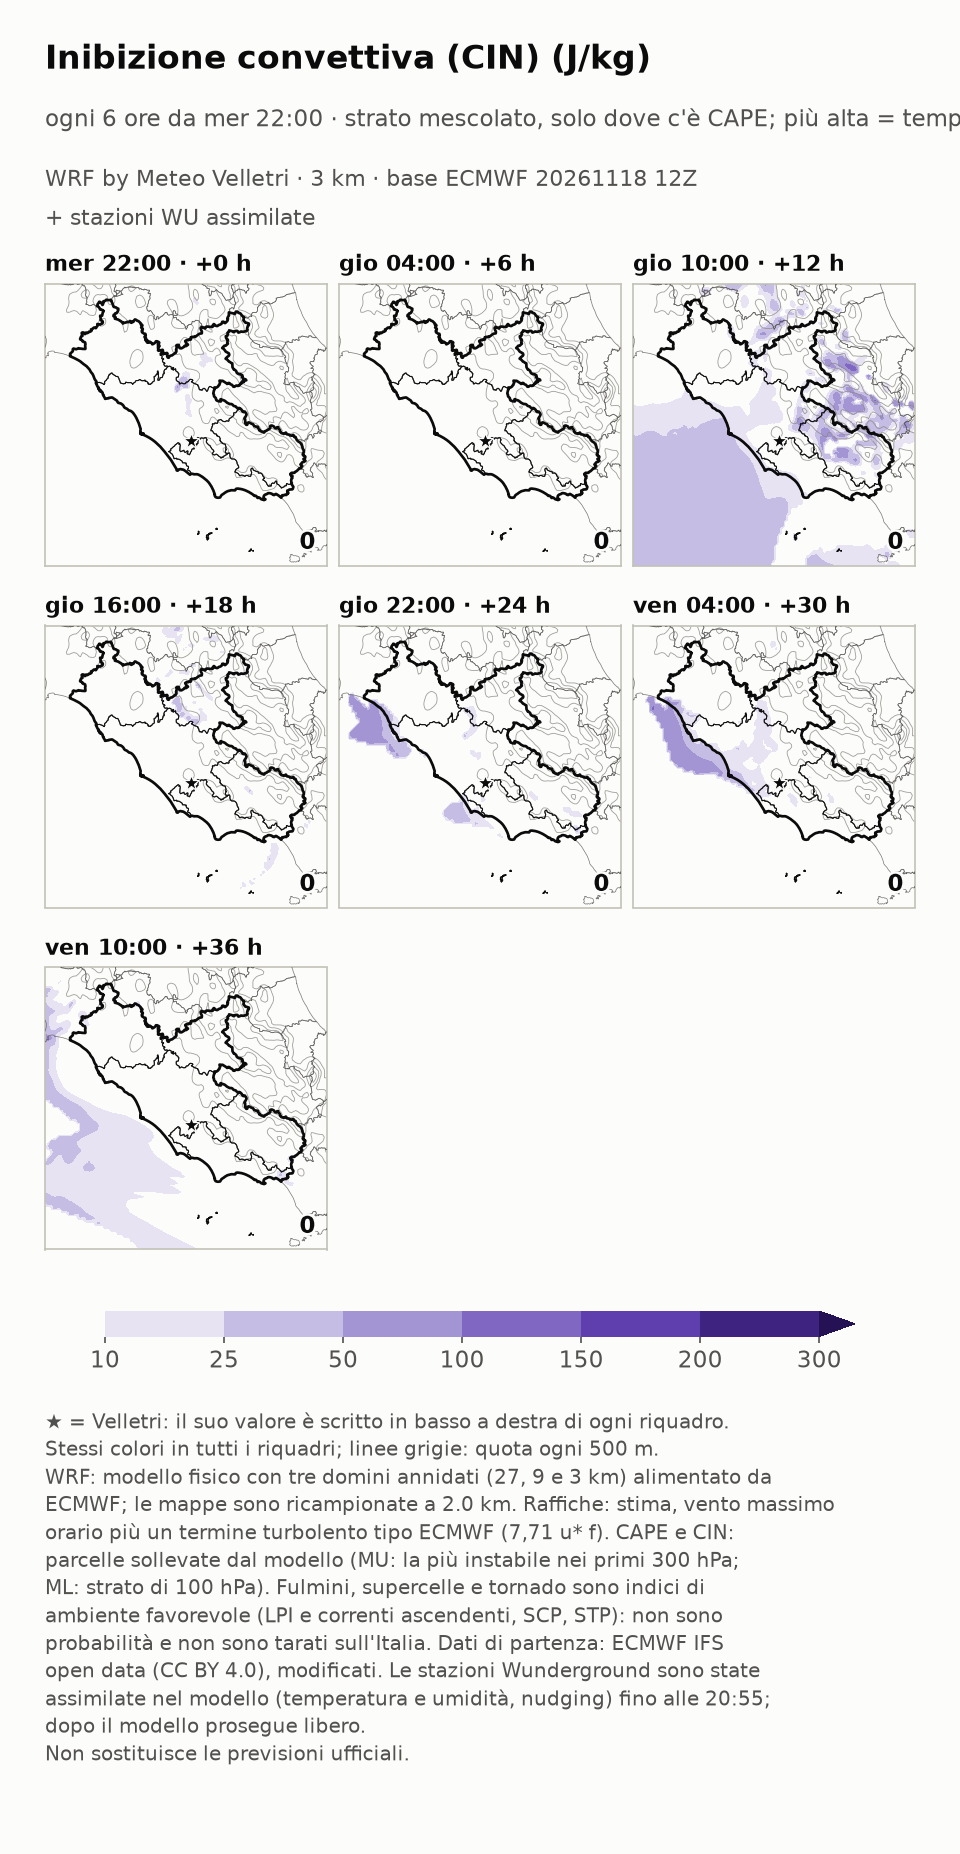 Inibizione convettiva (CIN) (J/kg)
ogni 6 ore da mer 22:00 · strato mescolato, solo dove c'è CAPE; più alta = temp
WRF by Meteo Velletri · 3 km · base ECMWF 20261118 12Z
+ stazioni WU assimilate
mer 22:00 · +0 h
gio 04:00 · +6 h
gio 10:00 · +12 h
0
0
0
gio 16:00 · +18 h
gio 22:00 · +24 h
ven 04:00 · +30 h
0
0
0
ven 10:00 · +36 h
0
10 25 50 100 150 200 300
★ = Velletri: il suo valore è scritto in basso a destra di ogni riquadro.
Stessi colori in tutti i riquadri; linee grigie: quota ogni 500 m.
WRF: modello fisico con tre domini annidati (27, 9 e 3 km) alimentato da
ECMWF; le mappe sono ricampionate a 2.0 km. Raffiche: stima, vento massimo
orario più un termine turbolento tipo ECMWF (7,71 u* f). CAPE e CIN:
parcelle sollevate dal modello (MU: la più instabile nei primi 300 hPa;
ML: strato di 100 hPa). Fulmini, supercelle e tornado sono indici di
ambiente favorevole (LPI e correnti ascendenti, SCP, STP): non sono
probabilità e non sono tarati sull'Italia. Dati di partenza: ECMWF IFS
open data (CC BY 4.0), modificati. Le stazioni Wunderground sono state
assimilate nel modello (temperatura e umidità, nudging) fino alle 20:55;
dopo il modello prosegue libero.
Non sostituisce le previsioni ufficiali.